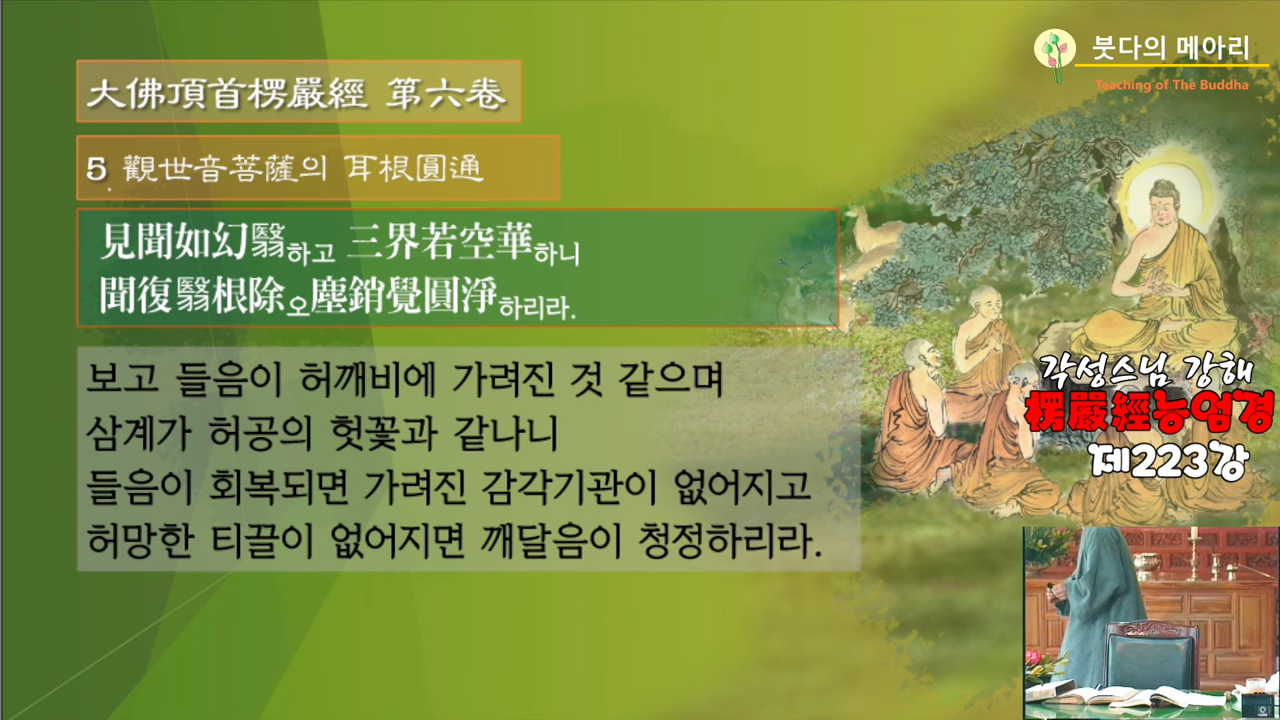 大佛頂首楞嚴經 第六卷
5. 觀世音菩薩의 耳根圓通
見聞如幻翳하고 三界若空華하니
聞復翳根除오塵銷覺圓淨하리라.
보고 들음이 허깨비에 가려진 것 같으며
삼계가 허공의 헛꽃과 같나니
들음이 회복되면 가려진 감각기관이 없어지고
허망한 티끌이 없어지면 깨달음이 청정하리라.
붓다의 메아리
Teaching of The Buddha
각성스님 강해
楞嚴經능엄경
제223강